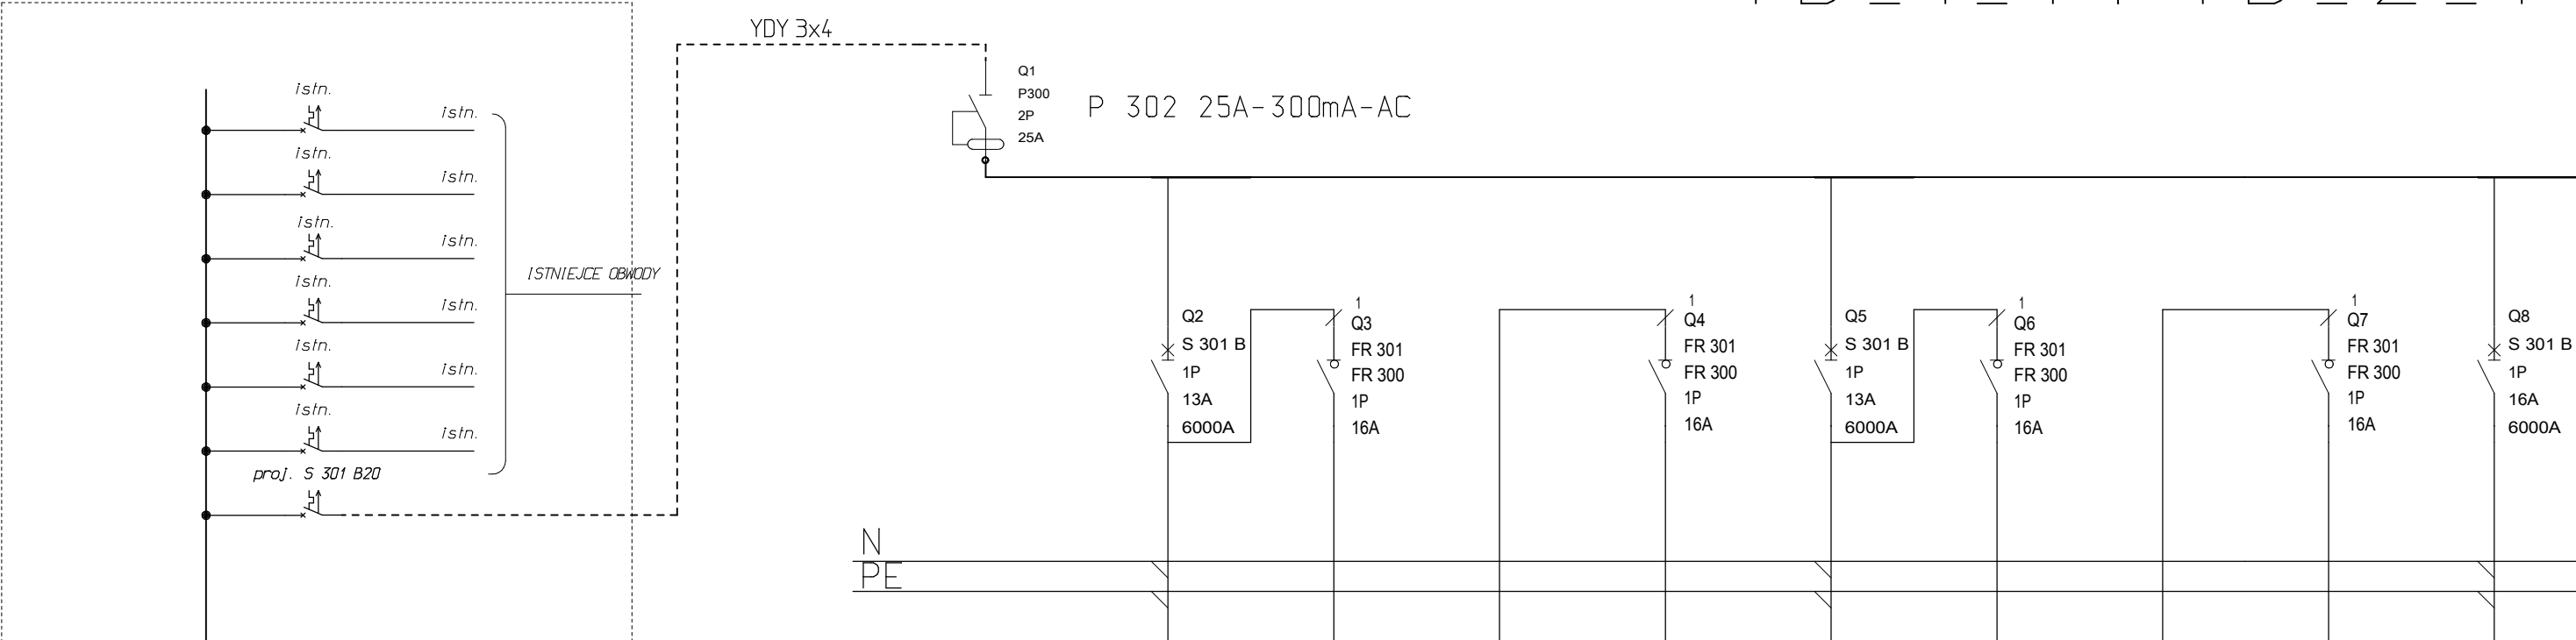 YDY 3x4
Q1
P300
2P
25A
P 302 25A-300mA-AC
istn.
istn.
istn.
istn.
istn.
istn.
istn.
istn.
istn.
istn.
istn.
istn.
ISTNIEJCE OBWODY
proj. S 301 B20
N
PE
Q2
S 301 B
1P
13A
6000A
1
Q3
FR 301
FR 300
1P
16A
1
Q4
FR 301
FR 300
1P
16A
Q5
S 301 B
1P
13A
6000A
1
Q6
FR 301
FR 300
1P
16A
1
Q7
FR 301
FR 300
1P
16A
Q8
S 301 B
1P
16A
6000A